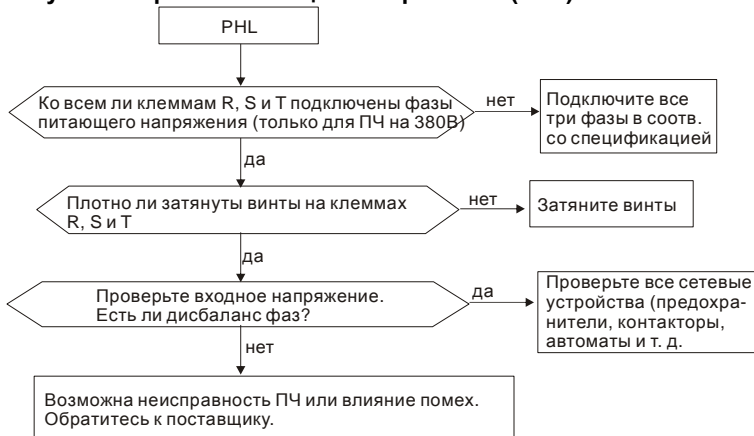 PHL
Ко всем ли клеммам R, S и T подключены фазы
питающего напряжения (только для ПЧ на 380В)
нет
Подключите все
три фазы в соотв.
со спецификацией
да
Плотно ли затянуты винты на клеммах
R, S и T
нет
Затяните винты
да
Проверьте входное напряжение.
Есть ли дисбаланс фаз?
да
Проверьте все сетевые
устройства (предохра-
нители, контакторы,
автоматы и т. д.
нет
Возможна неисправность ПЧ или влияние помех.
Обратитесь к поставщику.